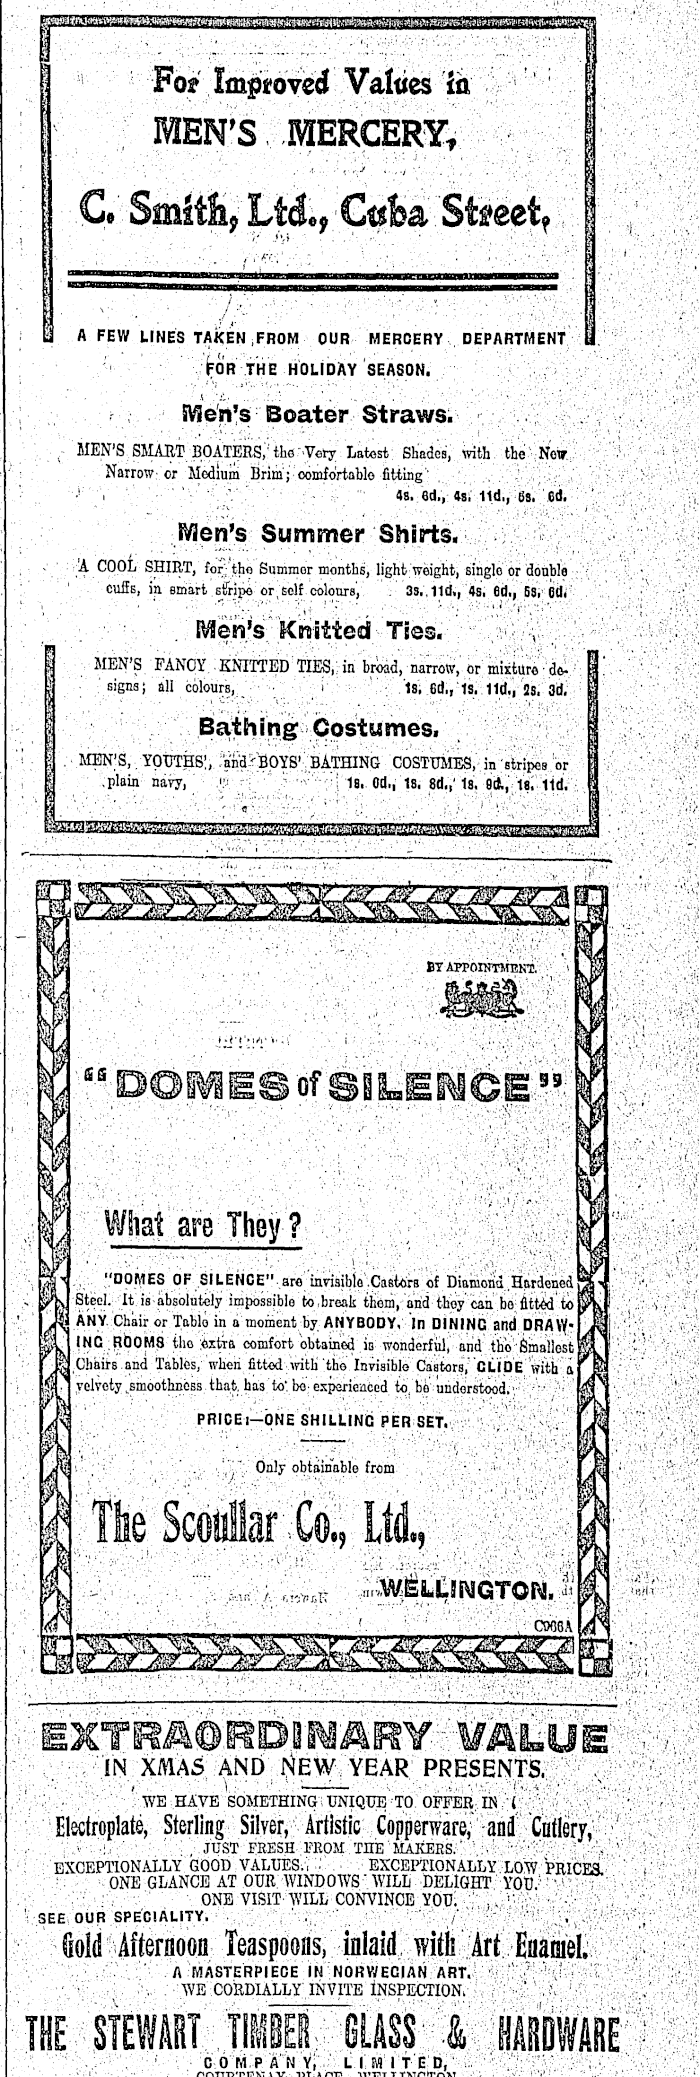 For Improved Values in
MEN'S MERCERY,
C. Smith, Ltd., Cuba Street,
A FEW LINES TAKEN FROM OUR MERCERY DEPARTMENT
FOR THE HOLIDAY SEASON.
Men's Boater Straws.
MEN'S SMART BOATERS, the Very Latest Shades, with the New
Narrow or Medium Brim; comfortable fitting
4s. 6d., 4s. 11d., 5s. 6d.
Men's Summer Shirts.
A COOL SHIRT, for the Summer months, light weight, single or double
cuffs, in smart stripe or self colours, 3s. 11d., 4s. 6d., 5s. 6d.
Men's Knitted Ties.
MEN'S FANCY KNITTED TIES, in broad, narrow, or mixture de-
signs; all colours, 1s. 6d., 1s. 11d., 2s. 3d.
Bathing Costumes.
MEN'S, YOUTHS', and BOYS' BATHING COSTUMES, in stripes or
plain navy, 1s. 6d., 1s. 8d., 1s. 9d., 1s. 11d.
BY APPOINTMENT.
"DOMES of SILENCE"
What are They?
"DOMES OF SILENCE" are invisible Castors of Diamond Hardened
Steel. It is absolutely impossible to break them, and they can be fitted to
ANY Chair or Table in a moment by ANYBODY. In DINING and DRAW-
ING ROOMS the extra comfort obtained is wonderful, and the Smallest
Chairs and Tables, when fitted with the Invisible Castors, GLIDE with a
velvety smoothness that has to be experienced to be understood.
PRICE:—ONE SHILLING PER SET.
Only obtainable from
The Scoullar Co., Ltd.,
WELLINGTON.
C966A
EXTRAORDINARY VALUE
IN XMAS AND NEW YEAR PRESENTS.
WE HAVE SOMETHING UNIQUE TO OFFER IN
Electroplate, Sterling Silver, Artistic Copperware, and Cutlery,
JUST FRESH FROM THE MAKERS.
EXCEPTIONALLY GOOD VALUES. EXCEPTIONALLY LOW PRICES.
ONE GLANCE AT OUR WINDOWS WILL DELIGHT YOU.
ONE VISIT WILL CONVINCE YOU.
SEE OUR SPECIALITY.
Gold Afternoon Teaspoons, inlaid with Art Enamel.
A MASTERPIECE IN NORWEGIAN ART.
WE CORDIALLY INVITE INSPECTION.
THE STEWART TIMBER GLASS & HARDWARE
COMPANY, LIMITED,
COURTENAY PLACE, WELLINGTON